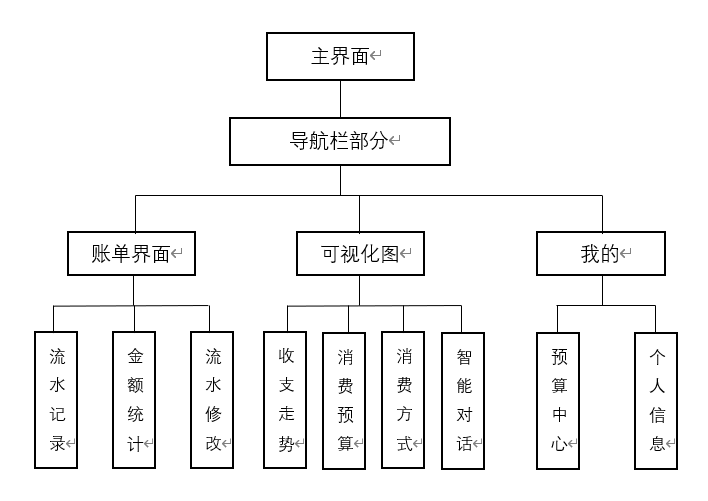 主界面
导航栏部分
账单界面
可视化图
我的
流水记录
金额统计
流水修改
收支走势
消费预算
消费方式
智能对话
预算中心
个人信息